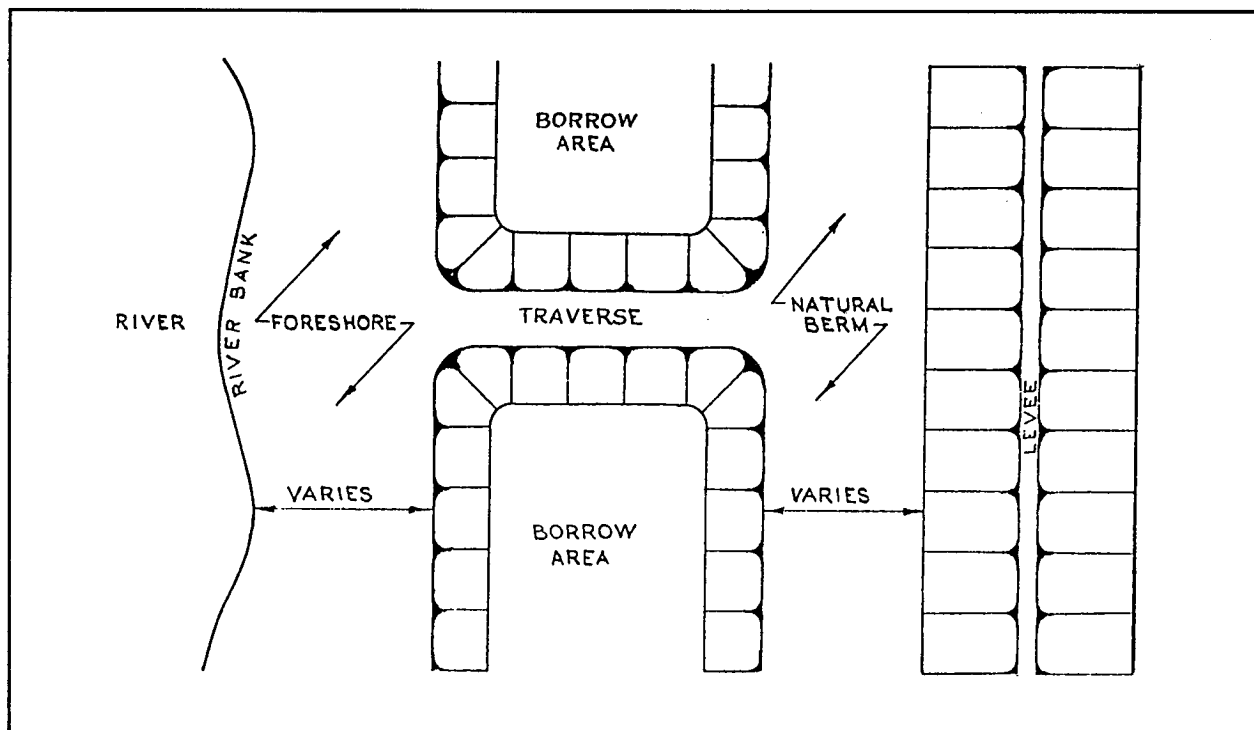 BORROW
AREA
RIVER
RIVER BANK
FORESHORE
TRAVERSE
NATURAL
BERM
LEVEE
VARIES
VARIES
BORROW
AREA